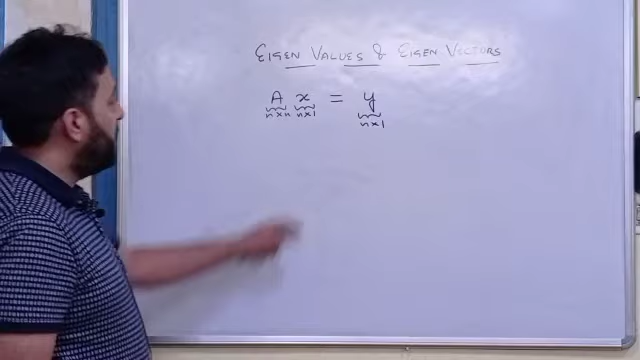 EIGEN VALUES & EIGEN VECTORS
A x = y
n×n n×1 n×1